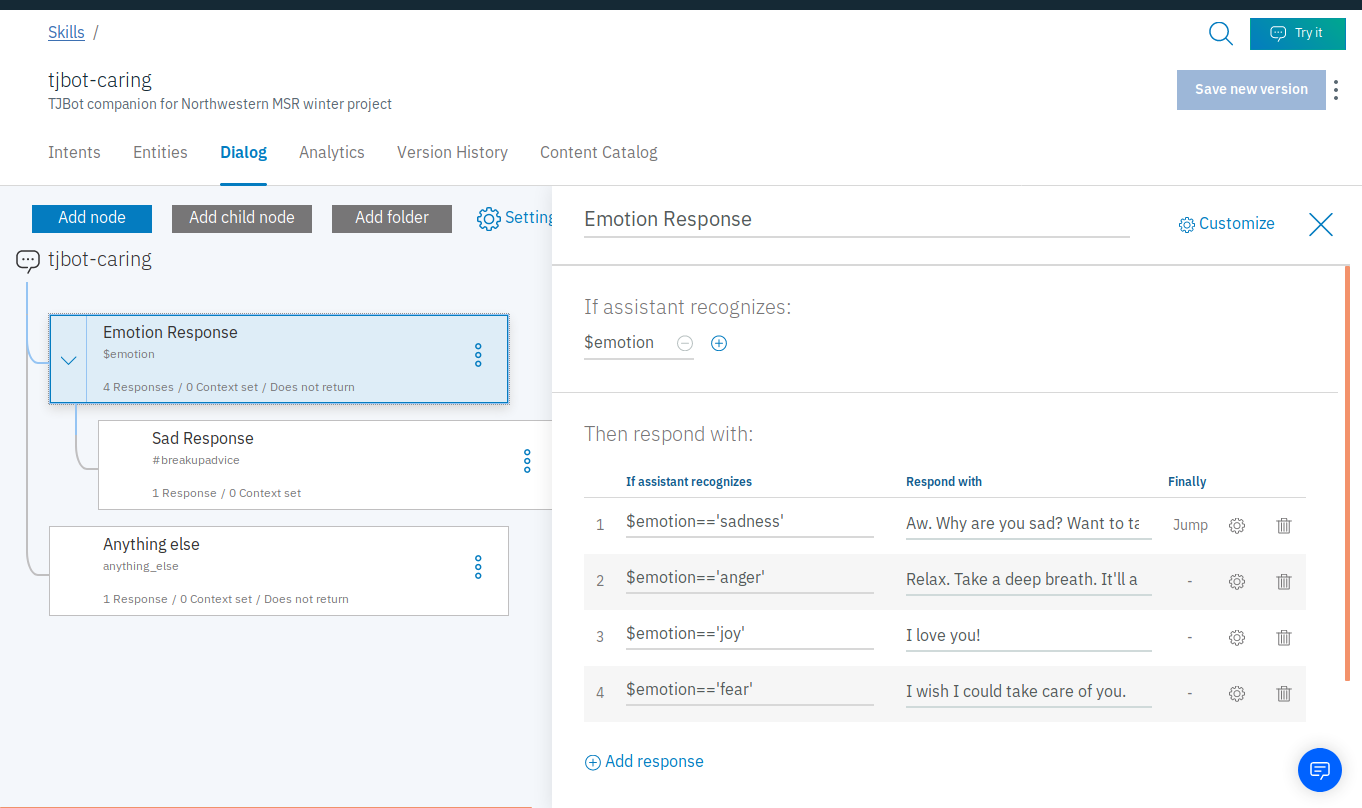 Skills /
Try it
tjbot-caring
TJBot companion for Northwestern MSR winter project
Save new version
Intents Entities Dialog Analytics Version History Content Catalog
Add node Add child node Add folder Setting
tjbot-caring
Emotion Response
$emotion
4 Responses / 0 Context set / Does not return
Sad Response
#breakupadvice
1 Response / 0 Context set
Anything else
anything_else
1 Response / 0 Context set / Does not return
Emotion Response
Customize
If assistant recognizes:
$emotion
Then respond with:
If assistant recognizes Respond with Finally
1 $emotion=='sadness' Aw. Why are you sad? Want to ta Jump
2 $emotion=='anger' Relax. Take a deep breath. It'll a -
3 $emotion=='joy' I love you! -
4 $emotion=='fear' I wish I could take care of you. -
Add response